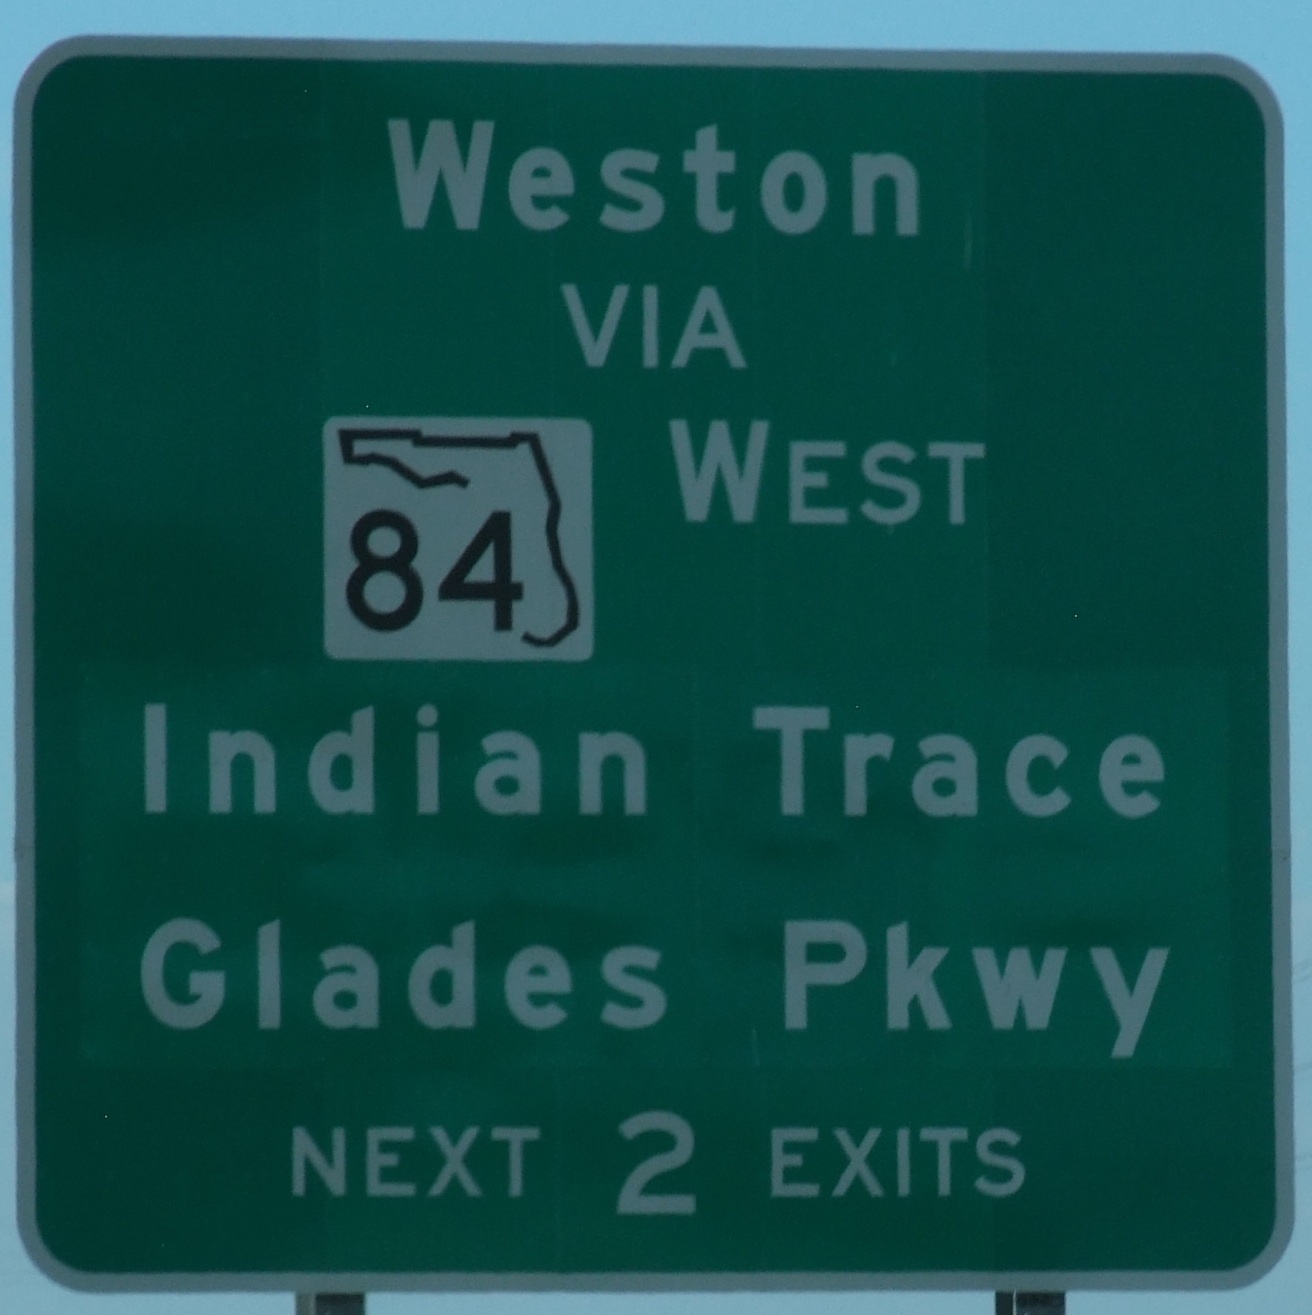 Weston
VIA
84 WEST
Indian Trace
Glades Pkwy
NEXT 2 EXITS